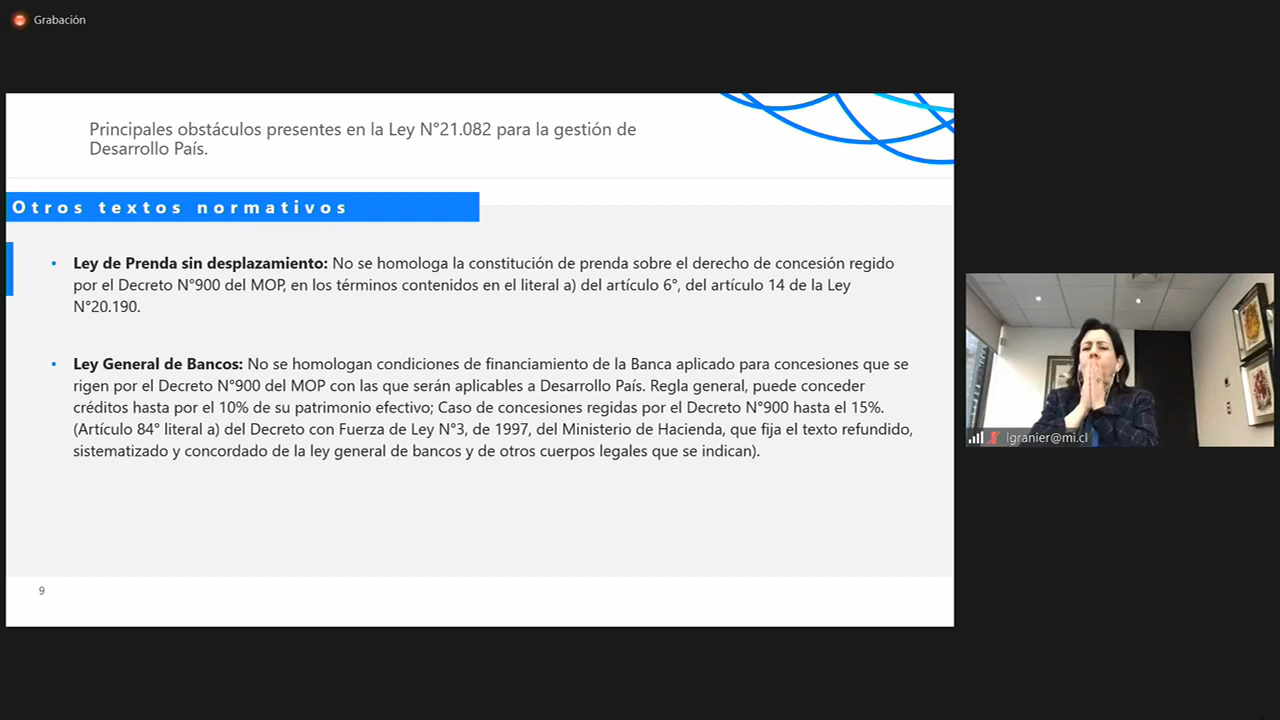 Grabación
Principales obstáculos presentes en la Ley N°21.082 para la gestión de
Desarrollo País.
Otros textos normativos
• Ley de Prenda sin desplazamiento: No se homologa la constitución de prenda sobre el derecho de concesión regido
por el Decreto N°900 del MOP, en los términos contenidos en el literal a) del artículo 6°, del artículo 14 de la Ley
N°20.190.
• Ley General de Bancos: No se homologan condiciones de financiamiento de la Banca aplicado para concesiones que se
rigen por el Decreto N°900 del MOP con las que serán aplicables a Desarrollo País. Regla general, puede conceder
créditos hasta por el 10% de su patrimonio efectivo; Caso de concesiones regidas por el Decreto N°900 hasta el 15%.
(Artículo 84° literal a) del Decreto con Fuerza de Ley N°3, de 1997, del Ministerio de Hacienda, que fija el texto refundido,
sistematizado y concordado de la ley general de bancos y de otros cuerpos legales que se indican).
lgranier@mi.cl
9